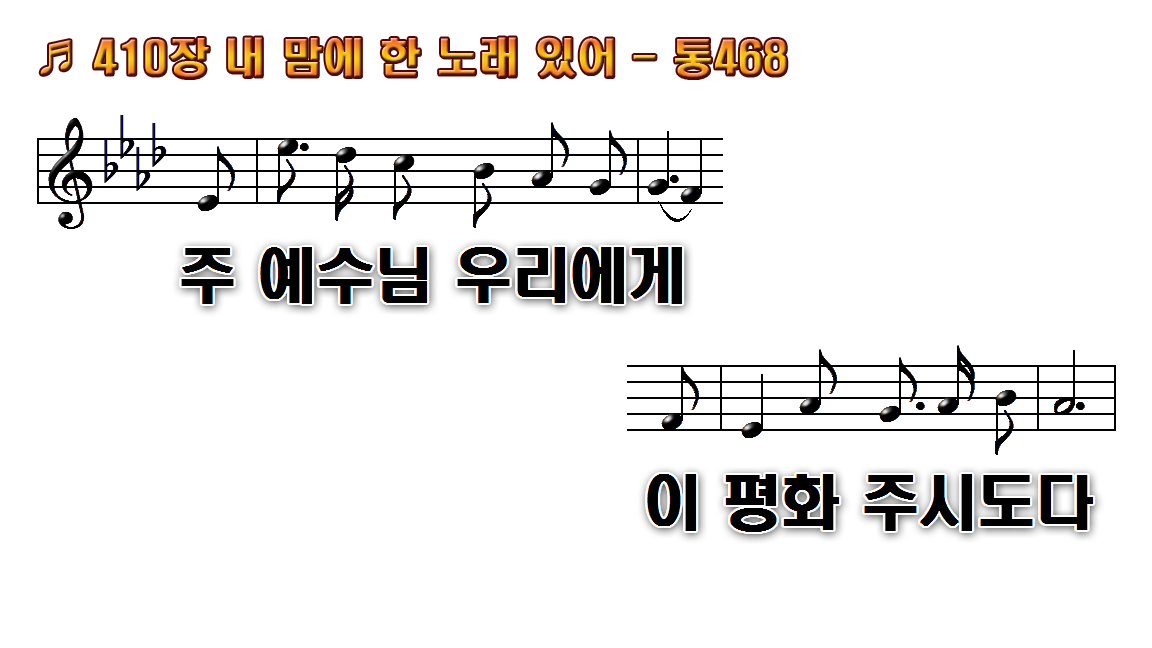 ♬ 410장 내 맘에 한 노래 있어 - 통468
주 예수님 우리에게
이 평화 주시도다